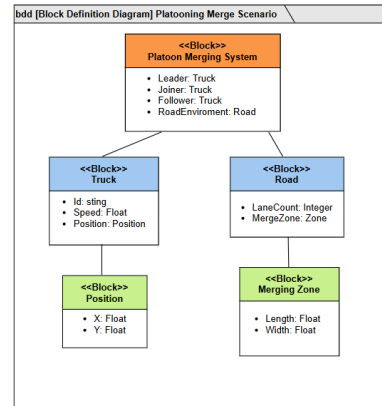 bdd [Block Definition Diagram] Platooning Merge Scenario
<<Block>>
Platoon Merging System
Leader: Truck
Joiner: Truck
Follower: Truck
RoadEnviroment: Road
<<Block>>
Truck
Id: sting
Speed: Float
Position: Position
<<Block>>
Road
LaneCount: Integer
MergeZone: Zone
<<Block>>
Position
X: Float
Y: Float
<<Block>>
Merging Zone
Length: Float
Width: Float